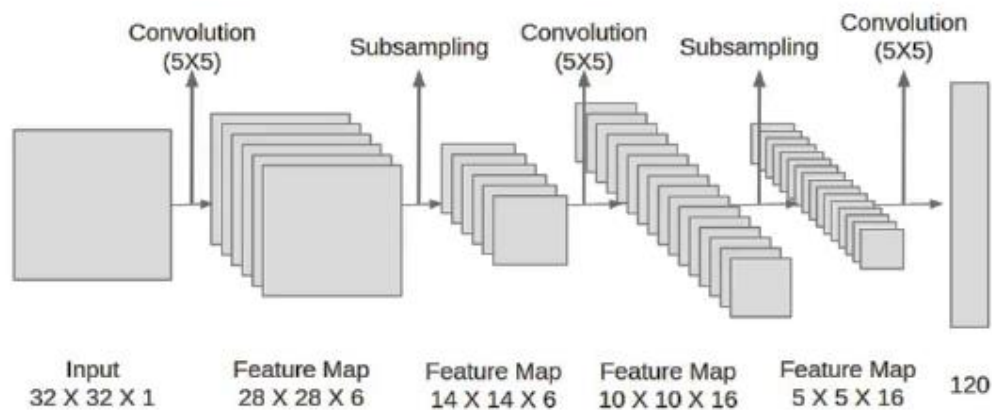 Convolution
(5X5)
Subsampling
Convolution
(5X5)
Subsampling
Convolution
(5X5)
Input
32 X 32 X 1
Feature Map
28 X 28 X 6
Feature Map
14 X 14 X 6
Feature Map
10 X 10 X 16
Feature Map
5 X 5 X 16
120